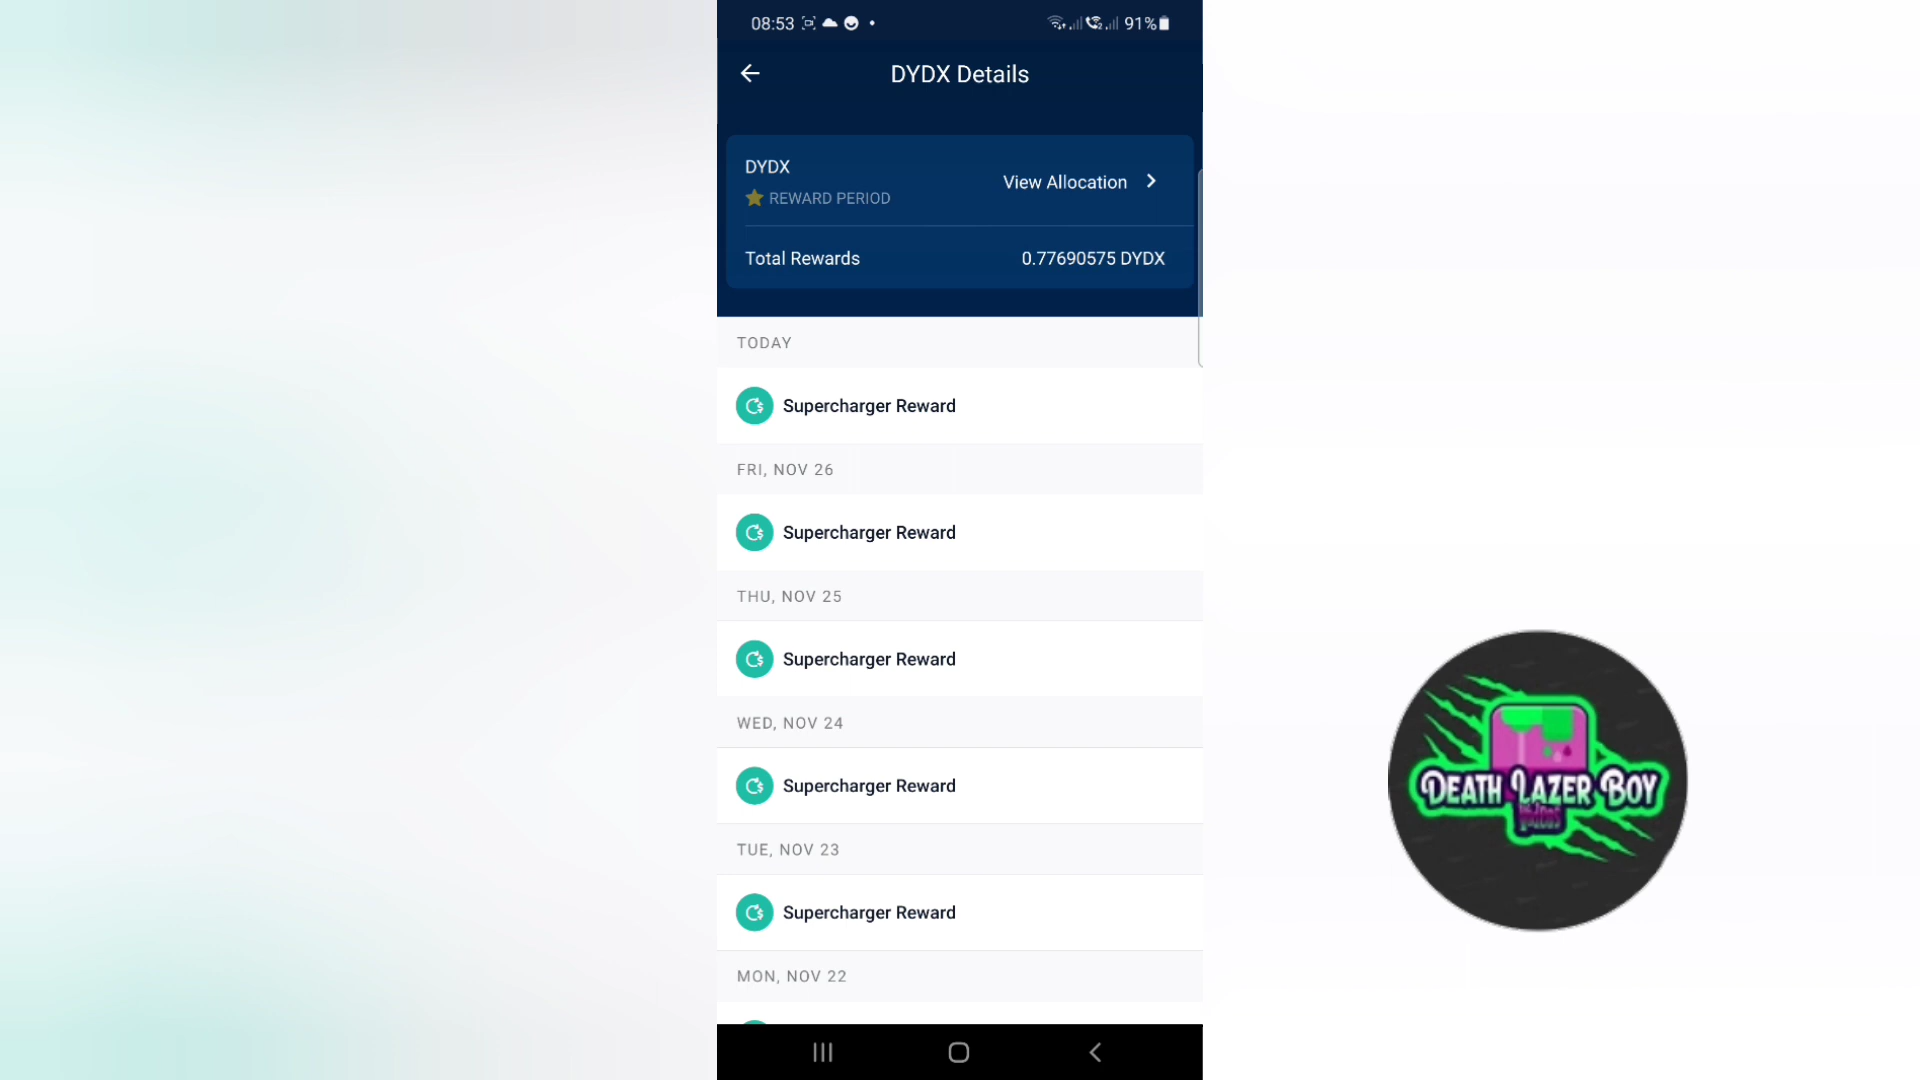 08:53
91%
DYDX Details
DYDX
View Allocation
REWARD PERIOD
Total Rewards
0.77690575 DYDX
TODAY
Supercharger Reward
FRI, NOV 26
Supercharger Reward
THU, NOV 25
Supercharger Reward
WED, NOV 24
Supercharger Reward
TUE, NOV 23
Supercharger Reward
MON, NOV 22
DEATH LAZER BOY